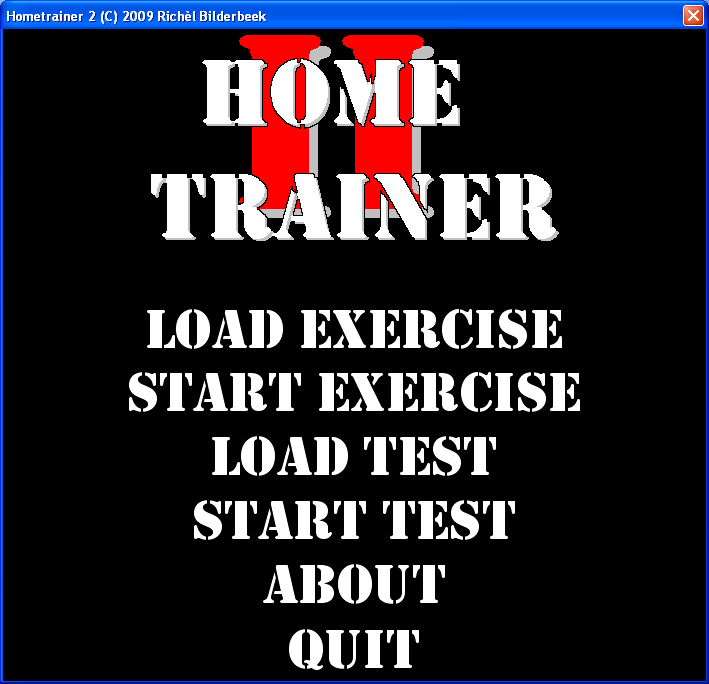 Hometrainer 2 (C) 2009 Richèl Bilderbeek
II
HOME
TRAINER
LOAD EXERCISE
START EXERCISE
LOAD TEST
START TEST
ABOUT
QUIT